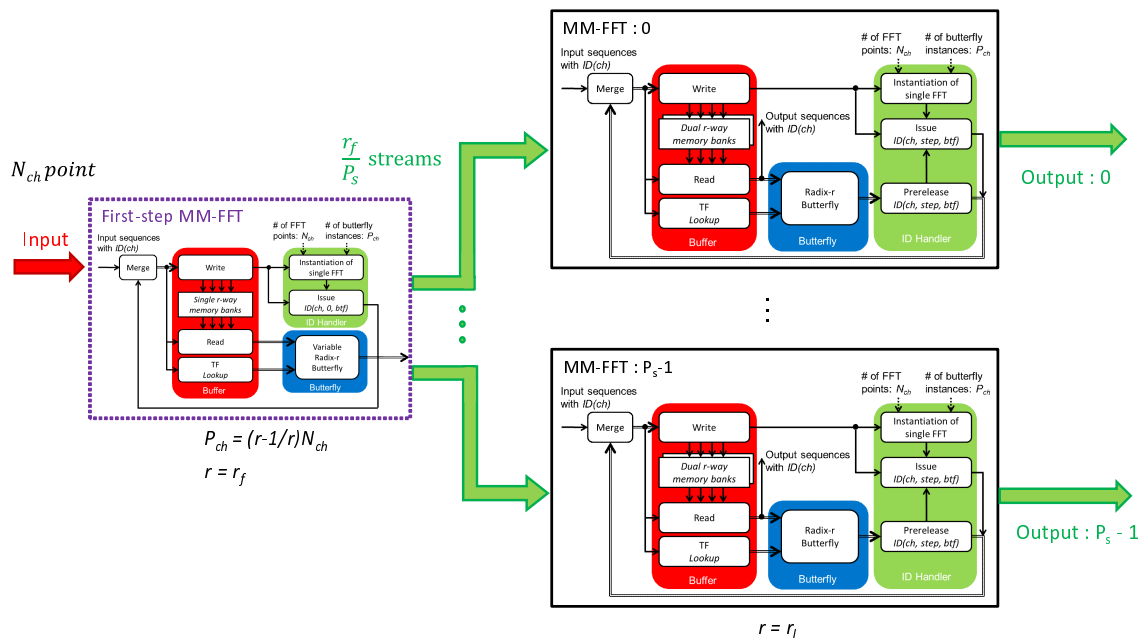 N_ch point
Input
First-step MM-FFT
Input sequences
with ID(ch)
# of FFT
points: N_ch
# of butterfly
instances: P_ch
Merge
Write
Instantiation of
single FFT
Single r-way
memory banks
Issue
ID(ch, 0, btf)
ID Handler
Read
TF
Lookup
Buffer
Variable
Radix-r
Butterfly
Butterfly
P_ch = (r-1/r)N_ch
r = r_f
r_f
P_s
streams
MM-FFT : 0
Input sequences
with ID(ch)
# of FFT
points: N_ch
# of butterfly
instances: P_ch
Merge
Write
Instantiation of
single FFT
Dual r-way
memory banks
Output sequences
with ID(ch)
Issue
ID(ch, step, btf)
Read
TF
Lookup
Buffer
Radix-r
Butterfly
Butterfly
Prerelease
ID(ch, step, btf)
ID Handler
Output : 0
MM-FFT : P_s-1
Input sequences
with ID(ch)
# of FFT
points: N_ch
# of butterfly
instances: P_ch
Merge
Write
Instantiation of
single FFT
Dual r-way
memory banks
Output sequences
with ID(ch)
Issue
ID(ch, step, btf)
Read
TF
Lookup
Buffer
Radix-r
Butterfly
Butterfly
Prerelease
ID(ch, step, btf)
ID Handler
Output : P_s - 1
r = r_l